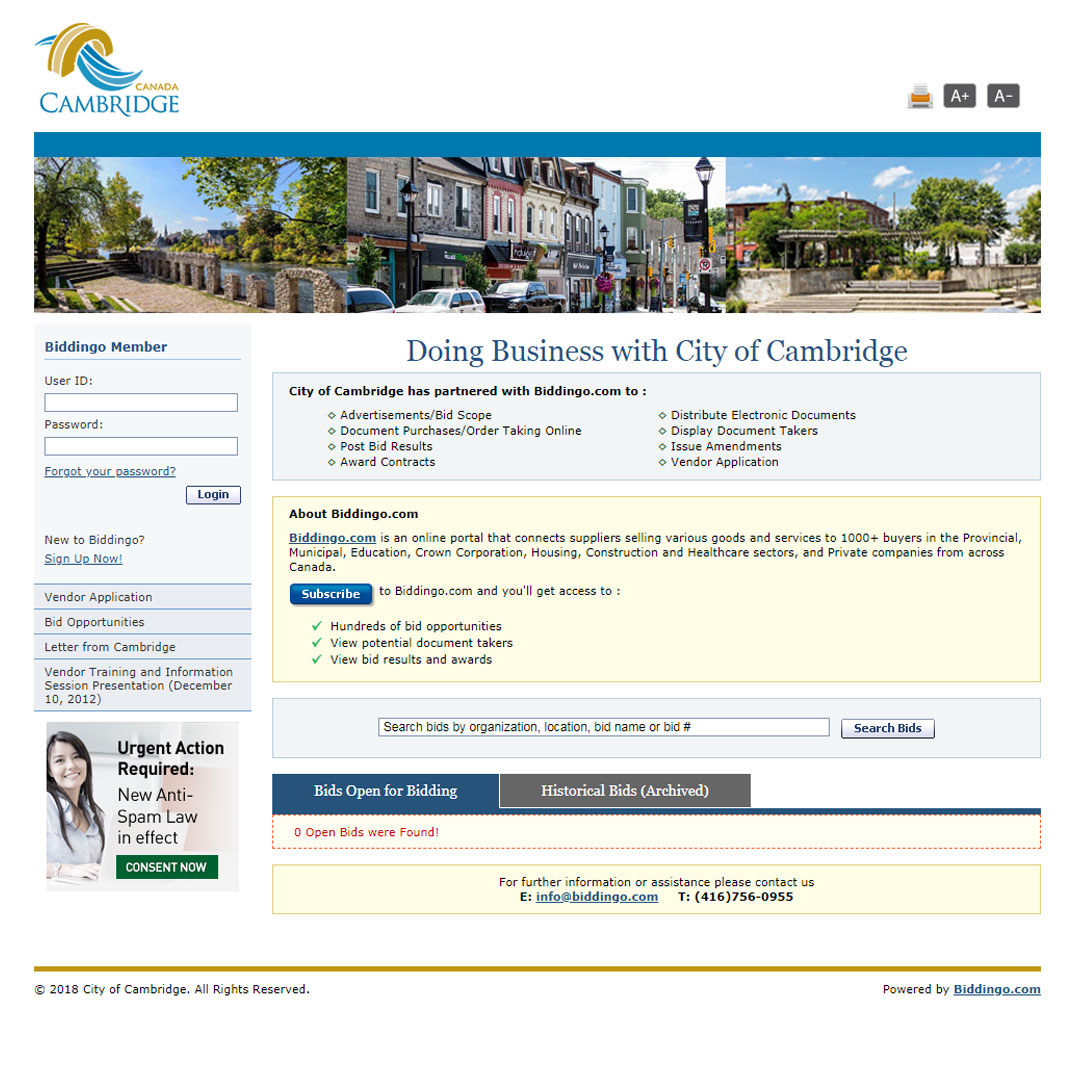 CANADA
CAMBRIDGE
A+ A−
VILLAGE
Biddingo Member
User ID:
Password:
Forgot your password?
Login
New to Biddingo?
Sign Up Now!
Vendor Application
Bid Opportunities
Letter from Cambridge
Vendor Training and Information
Session Presentation (December
10, 2012)
Urgent Action
Required:
New Anti-
Spam Law
in effect
CONSENT NOW
Doing Business with City of Cambridge
City of Cambridge has partnered with Biddingo.com to :
Advertisements/Bid Scope
Document Purchases/Order Taking Online
Post Bid Results
Award Contracts
Distribute Electronic Documents
Display Document Takers
Issue Amendments
Vendor Application
About Biddingo.com
Biddingo.com is an online portal that connects suppliers selling various goods and services to 1000+ buyers in the Provincial,
Municipal, Education, Crown Corporation, Housing, Construction and Healthcare sectors, and Private companies from across
Canada.
Subscribe to Biddingo.com and you'll get access to :
Hundreds of bid opportunities
View potential document takers
View bid results and awards
Search bids by organization, location, bid name or bid # Search Bids
Bids Open for Bidding Historical Bids (Archived)
0 Open Bids were Found!
For further information or assistance please contact us
E: info@biddingo.com T: (416)756-0955
© 2018 City of Cambridge. All Rights Reserved. Powered by Biddingo.com